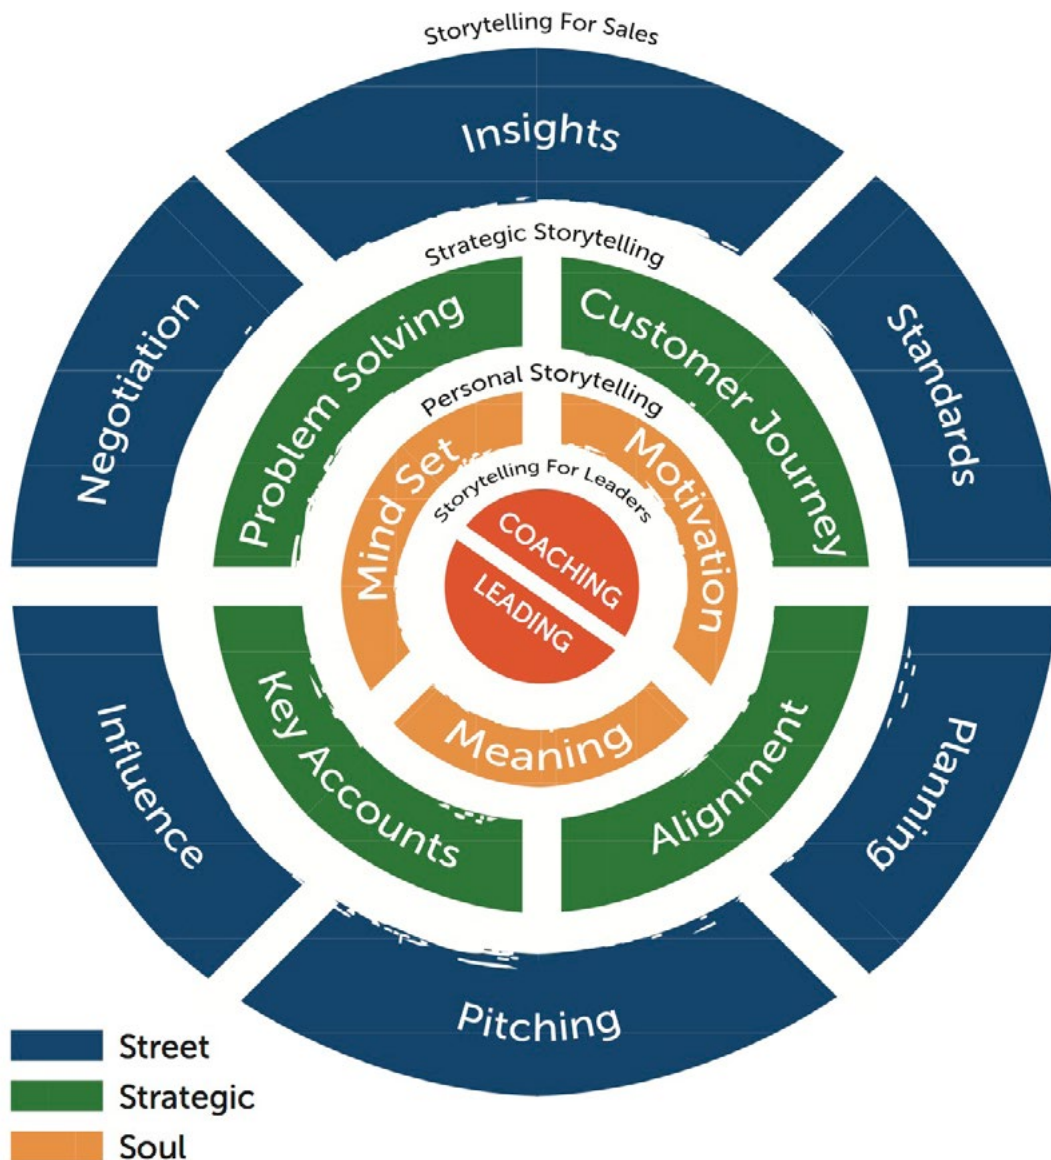 Storytelling For Sales
Insights
Standards
Planning
Pitching
Influence
Negotiation
Strategic Storytelling
Problem Solving
Customer Journey
Alignment
Key Accounts
Personal Storytelling
Mind Set
Motivation
Meaning
Storytelling For Leaders
COACHING
LEADING
Street
Strategic
Soul